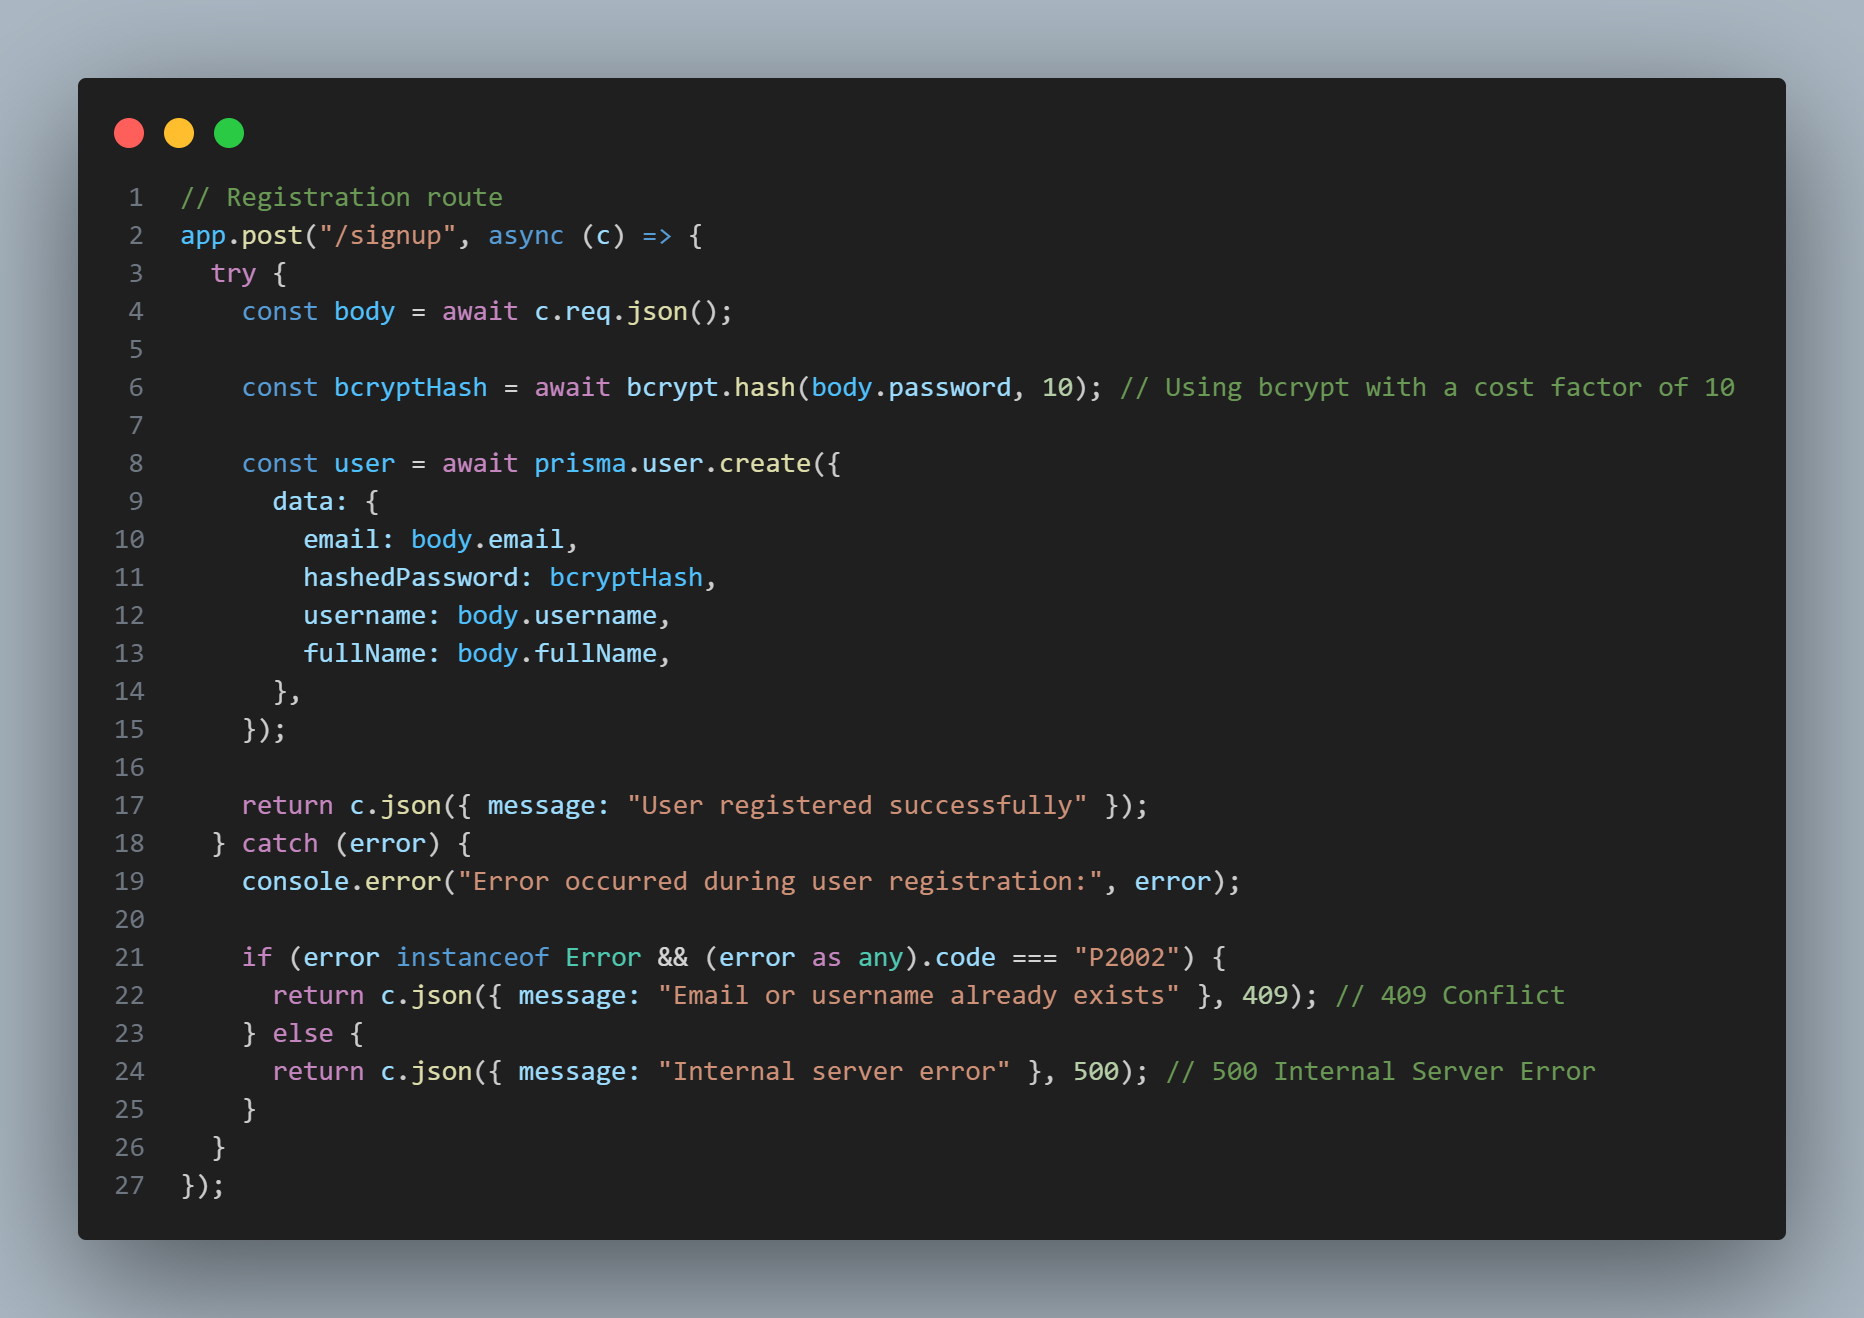 1 // Registration route
2 app.post("/signup", async (c) => {
3   try {
4     const body = await c.req.json();
5
6     const bcryptHash = await bcrypt.hash(body.password, 10); // Using bcrypt with a cost factor of 10
7
8     const user = await prisma.user.create({
9       data: {
10         email: body.email,
11         hashedPassword: bcryptHash,
12         username: body.username,
13         fullName: body.fullName,
14       },
15     });
16
17     return c.json({ message: "User registered successfully" });
18   } catch (error) {
19     console.error("Error occurred during user registration:", error);
20
21     if (error instanceof Error && (error as any).code === "P2002") {
22       return c.json({ message: "Email or username already exists" }, 409); // 409 Conflict
23     } else {
24       return c.json({ message: "Internal server error" }, 500); // 500 Internal Server Error
25     }
26   }
27 });